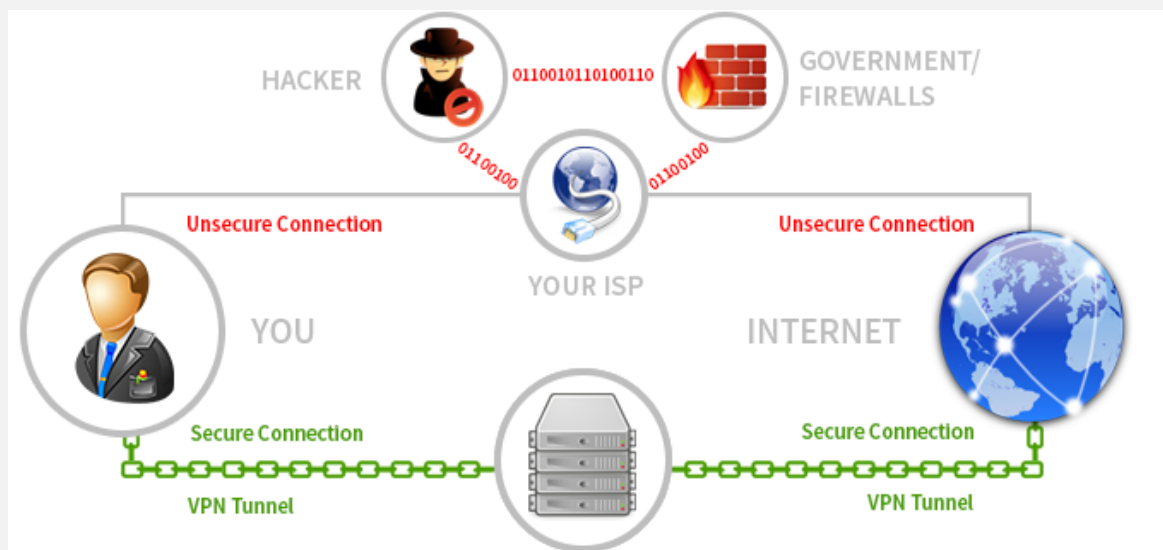 HACKER
0110010110100110
GOVERNMENT/
FIREWALLS
01100100
01100100
Unsecure Connection
Unsecure Connection
YOUR ISP
YOU
INTERNET
Secure Connection
Secure Connection
VPN Tunnel
VPN Tunnel